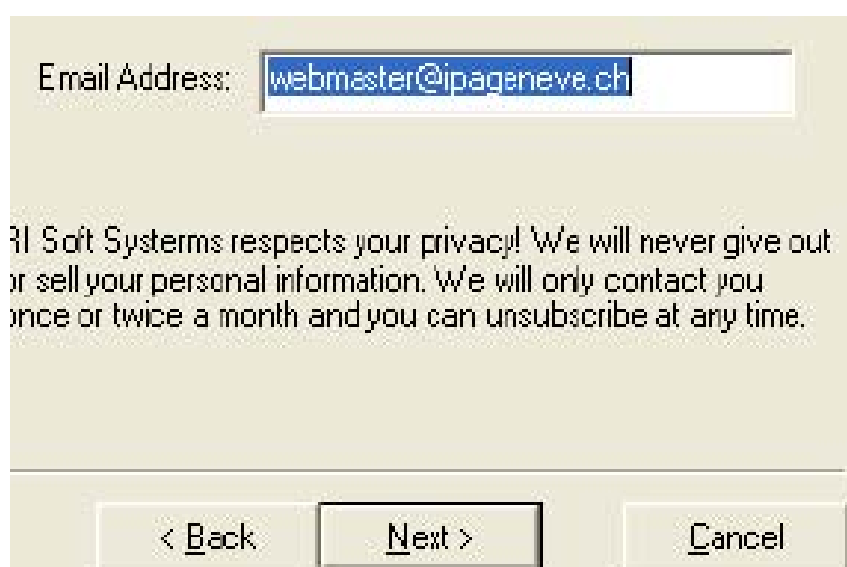 Email Address: webmaster@ipageneve.ch
RI Soft Systerms respects your privacy! We will never give out
or sell your personal information. We will only contact you
once or twice a month and you can unsubscribe at any time.
< Back Next > Cancel